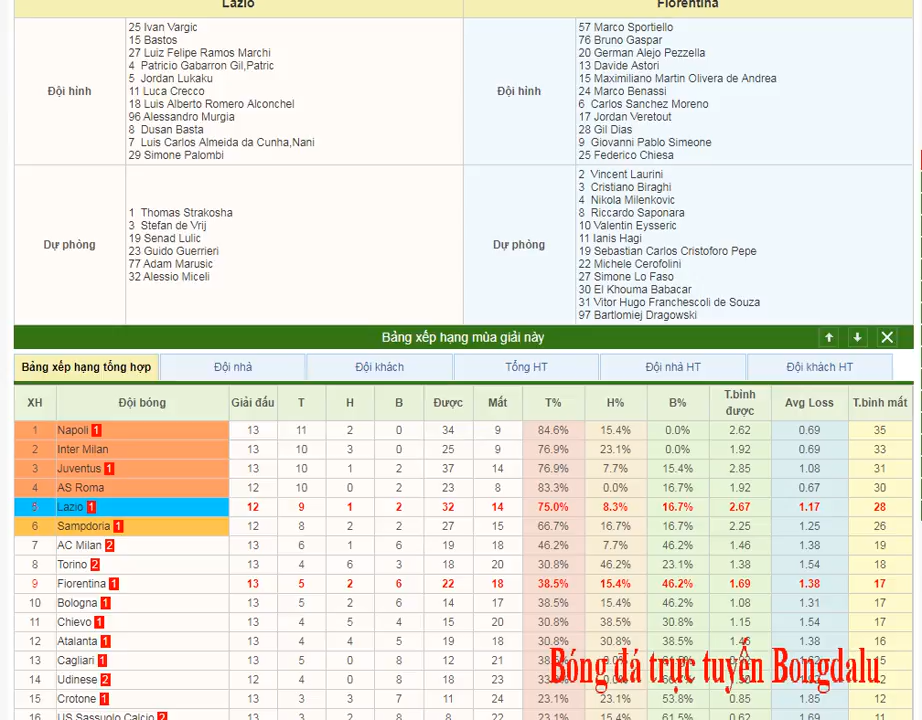 Lazio Fiorentina
Đội hình
25 Ivan Vargic
15 Bastos
27 Luiz Felipe Ramos Marchi
4 Patricio Gabarron Gil,Patric
5 Jordan Lukaku
11 Luca Crecco
18 Luis Alberto Romero Alconchel
96 Alessandro Murgia
8 Dusan Basta
7 Luis Carlos Almeida da Cunha,Nani
29 Simone Palombi
Đội hình
57 Marco Sportiello
76 Bruno Gaspar
20 German Alejo Pezzella
13 Davide Astori
15 Maximiliano Martin Olivera de Andrea
24 Marco Benassi
6 Carlos Sanchez Moreno
17 Jordan Veretout
28 Gil Dias
9 Giovanni Pablo Simeone
25 Federico Chiesa
Dự phòng
1 Thomas Strakosha
3 Stefan de Vrij
19 Senad Lulic
23 Guido Guerrieri
77 Adam Marusic
32 Alessio Miceli
Dự phòng
2 Vincent Laurini
3 Cristiano Biraghi
4 Nikola Milenkovic
8 Riccardo Saponara
10 Valentin Eysseric
11 Ianis Hagi
19 Sebastian Carlos Cristoforo Pepe
22 Michele Cerofolini
27 Simone Lo Faso
30 El Khouma Babacar
31 Vitor Hugo Franchescoli de Souza
97 Bartlomiej Dragowski
Bảng xếp hạng mùa giải này
Bảng xếp hạng tổng hợp Đội nhà Đội khách Tổng HT Đội nhà HT Đội khách HT
XH Đội bóng Giải đấu T H B Được Mất T% H% B% T.bình được Avg Loss T.bình mất
1 Napoli 1 13 11 2 0 34 9 84.6% 15.4% 0.0% 2.62 0.69 35
2 Inter Milan 13 10 3 0 25 9 76.9% 23.1% 0.0% 1.92 0.69 33
3 Juventus 1 13 10 1 2 37 14 76.9% 7.7% 15.4% 2.85 1.08 31
4 AS Roma 12 10 0 2 23 8 83.3% 0.0% 16.7% 1.92 0.67 30
5 Lazio 1 12 9 1 2 32 14 75.0% 8.3% 16.7% 2.67 1.17 28
6 Sampdoria 1 12 8 2 2 27 15 66.7% 16.7% 16.7% 2.25 1.25 26
7 AC Milan 2 13 6 1 6 19 18 46.2% 7.7% 46.2% 1.46 1.38 19
8 Torino 2 13 4 6 3 18 20 30.8% 46.2% 23.1% 1.38 1.54 18
9 Fiorentina 1 13 5 2 6 22 18 38.5% 15.4% 46.2% 1.69 1.38 17
10 Bologna 1 13 5 2 6 14 17 38.5% 15.4% 46.2% 1.08 1.31 17
11 Chievo 1 13 4 5 4 15 20 30.8% 38.5% 30.8% 1.15 1.54 17
12 Atalanta 1 13 4 4 5 19 18 30.8% 30.8% 38.5% 1.46 1.38 16
13 Cagliari 1 13 5 0 8 12 21
14 Udinese 2 12 4 0 8 18 23 12
15 Crotone 1 13 3 3 7 11 24 23.1% 23.1% 53.8% 0.85 1.85 12
16 US Sassuolo Calcio 2 13 3 2 8 8 22 23.1% 15.4% 61.5% 0.62 1.69 11
Bóng đá trực tuyến Bongdalu